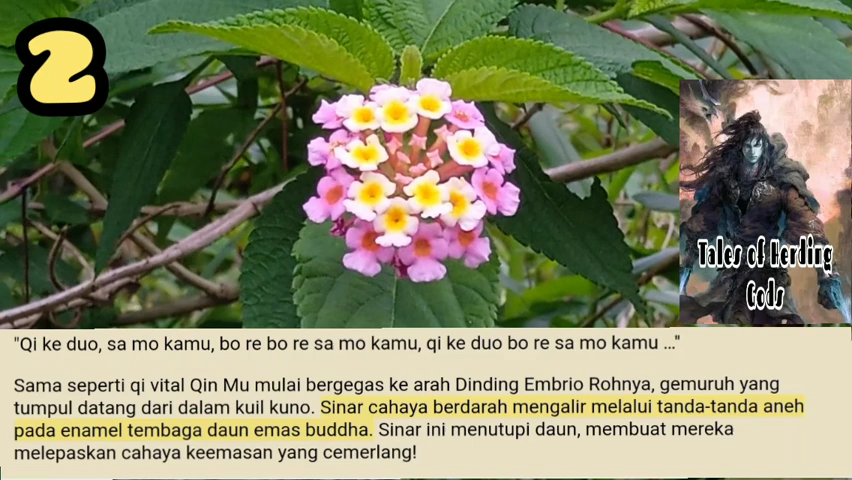 2
Tales of Herding
Gods
"Qi ke duo, sa mo kamu, bo re bo re sa mo kamu, qi ke duo bo re sa mo kamu ..."
Sama seperti qi vital Qin Mu mulai bergegas ke arah Dinding Embrio Rohnya, gemuruh yang
tumpul datang dari dalam kuil kuno. Sinar cahaya berdarah mengalir melalui tanda-tanda aneh
pada enamel tembaga daun emas buddha. Sinar ini menutupi daun, membuat mereka
melepaskan cahaya keemasan yang cemerlang!